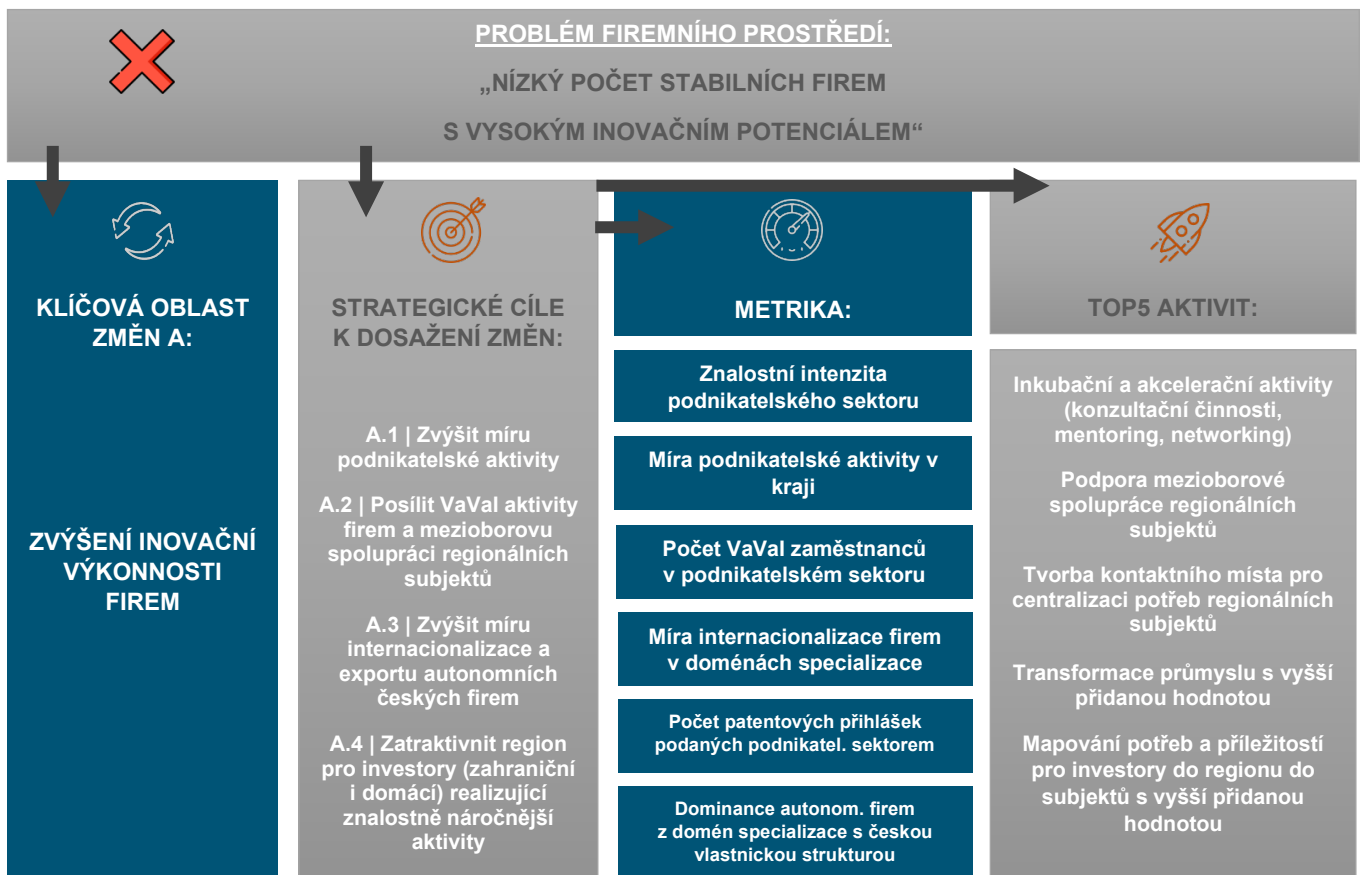 PROBLÉM FIREMNÍHO PROSTŘEDÍ:
„NÍZKÝ POČET STABILNÍCH FIREM
S VYSOKÝM INOVAČNÍM POTENCIÁLEM“
KLÍČOVÁ OBLAST
ZMĚN A:
ZVÝŠENÍ INOVAČNÍ
VÝKONNOSTI
FIREM
STRATEGICKÉ CÍLE
K DOSAŽENÍ ZMĚN:
A.1 | Zvýšit míru
podnikatelské aktivity
A.2 | Posílit VaVaI aktivity
firem a mezioborovu
spolupráci regionálních
subjektů
A.3 | Zvýšit míru
internacionalizace a
exportu autonomních
českých firem
A.4 | Zatraktivnit region
pro investory (zahraniční
i domácí) realizující
znalostně náročnější
aktivity
METRIKA:
Znalostní intenzita
podnikatelského sektoru
Míra podnikatelské aktivity v
kraji
Počet VaVaI zaměstnanců
v podnikatelském sektoru
Míra internacionalizace firem
v doménách specializace
Počet patentových přihlášek
podaných podnikatel. sektorem
Dominance autonom. firem
z domén specializace s českou
vlastnickou strukturou
TOP5 AKTIVIT:
Inkubační a akcelerační aktivity
(konzultační činnosti,
mentoring, networking)
Podpora mezioborové
spolupráce regionálních
subjektů
Tvorba kontaktního místa pro
centralizaci potřeb regionálních
subjektů
Transformace průmyslu s vyšší
přidanou hodnotou
Mapování potřeb a příležitostí
pro investory do regionu do
subjektů s vyšší přidanou
hodnotou